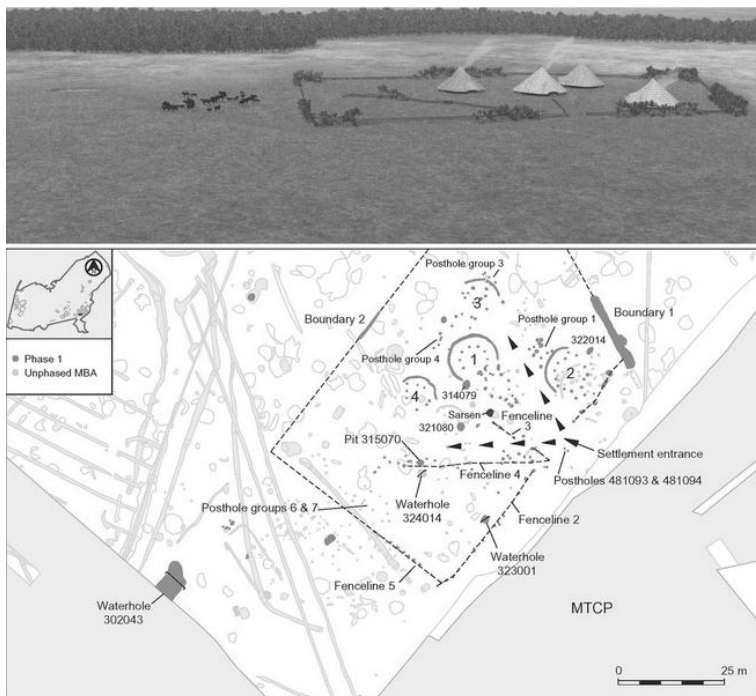 Posthole group 3
3
Boundary 2
Posthole group 1
Boundary 1
322014
Phase 1
Unphased MBA
Posthole group 4
1
2
4
314079
Sarsen
Fenceline
3
321080
Pit 315070
Settlement entrance
Fenceline 4
Postholes 481093 & 481094
Waterhole
324014
Posthole groups 6 & 7
Fenceline 2
Waterhole
323001
Fenceline 5
Waterhole
302043
MTCP
0
25 m